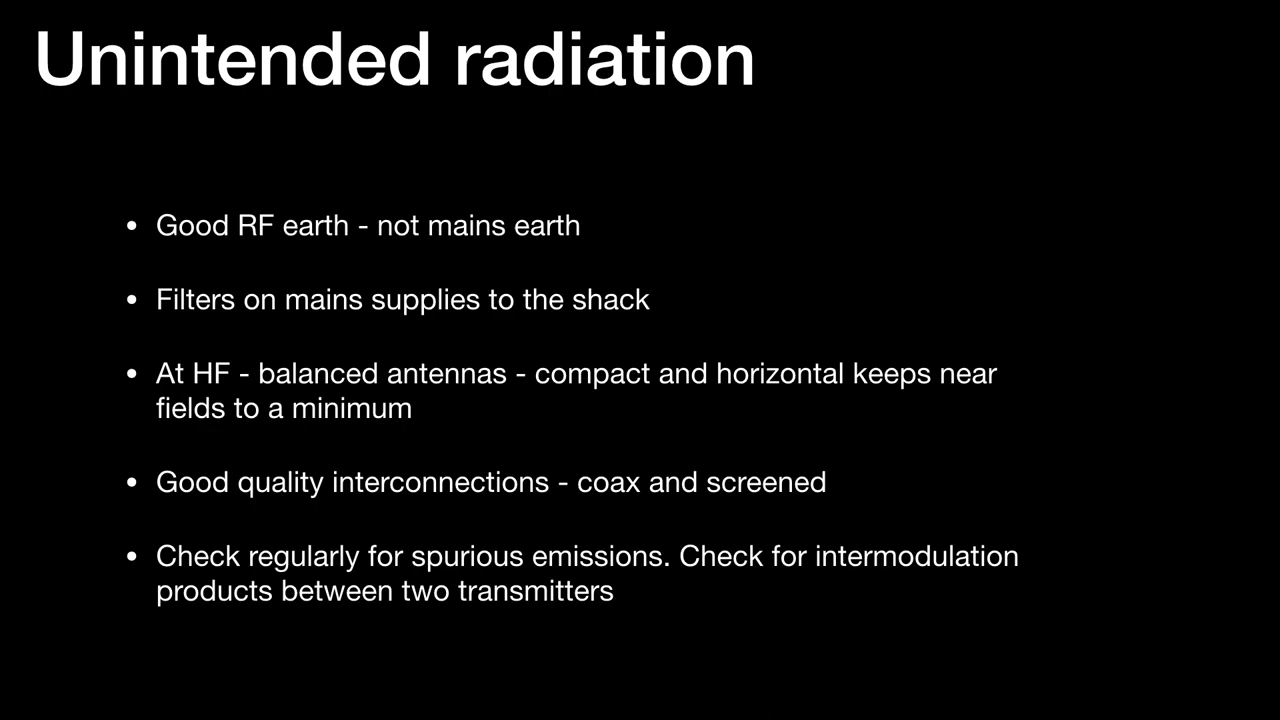 Unintended radiation
• Good RF earth - not mains earth
• Filters on mains supplies to the shack
• At HF - balanced antennas - compact and horizontal keeps near
fields to a minimum
• Good quality interconnections - coax and screened
• Check regularly for spurious emissions. Check for intermodulation
products between two transmitters